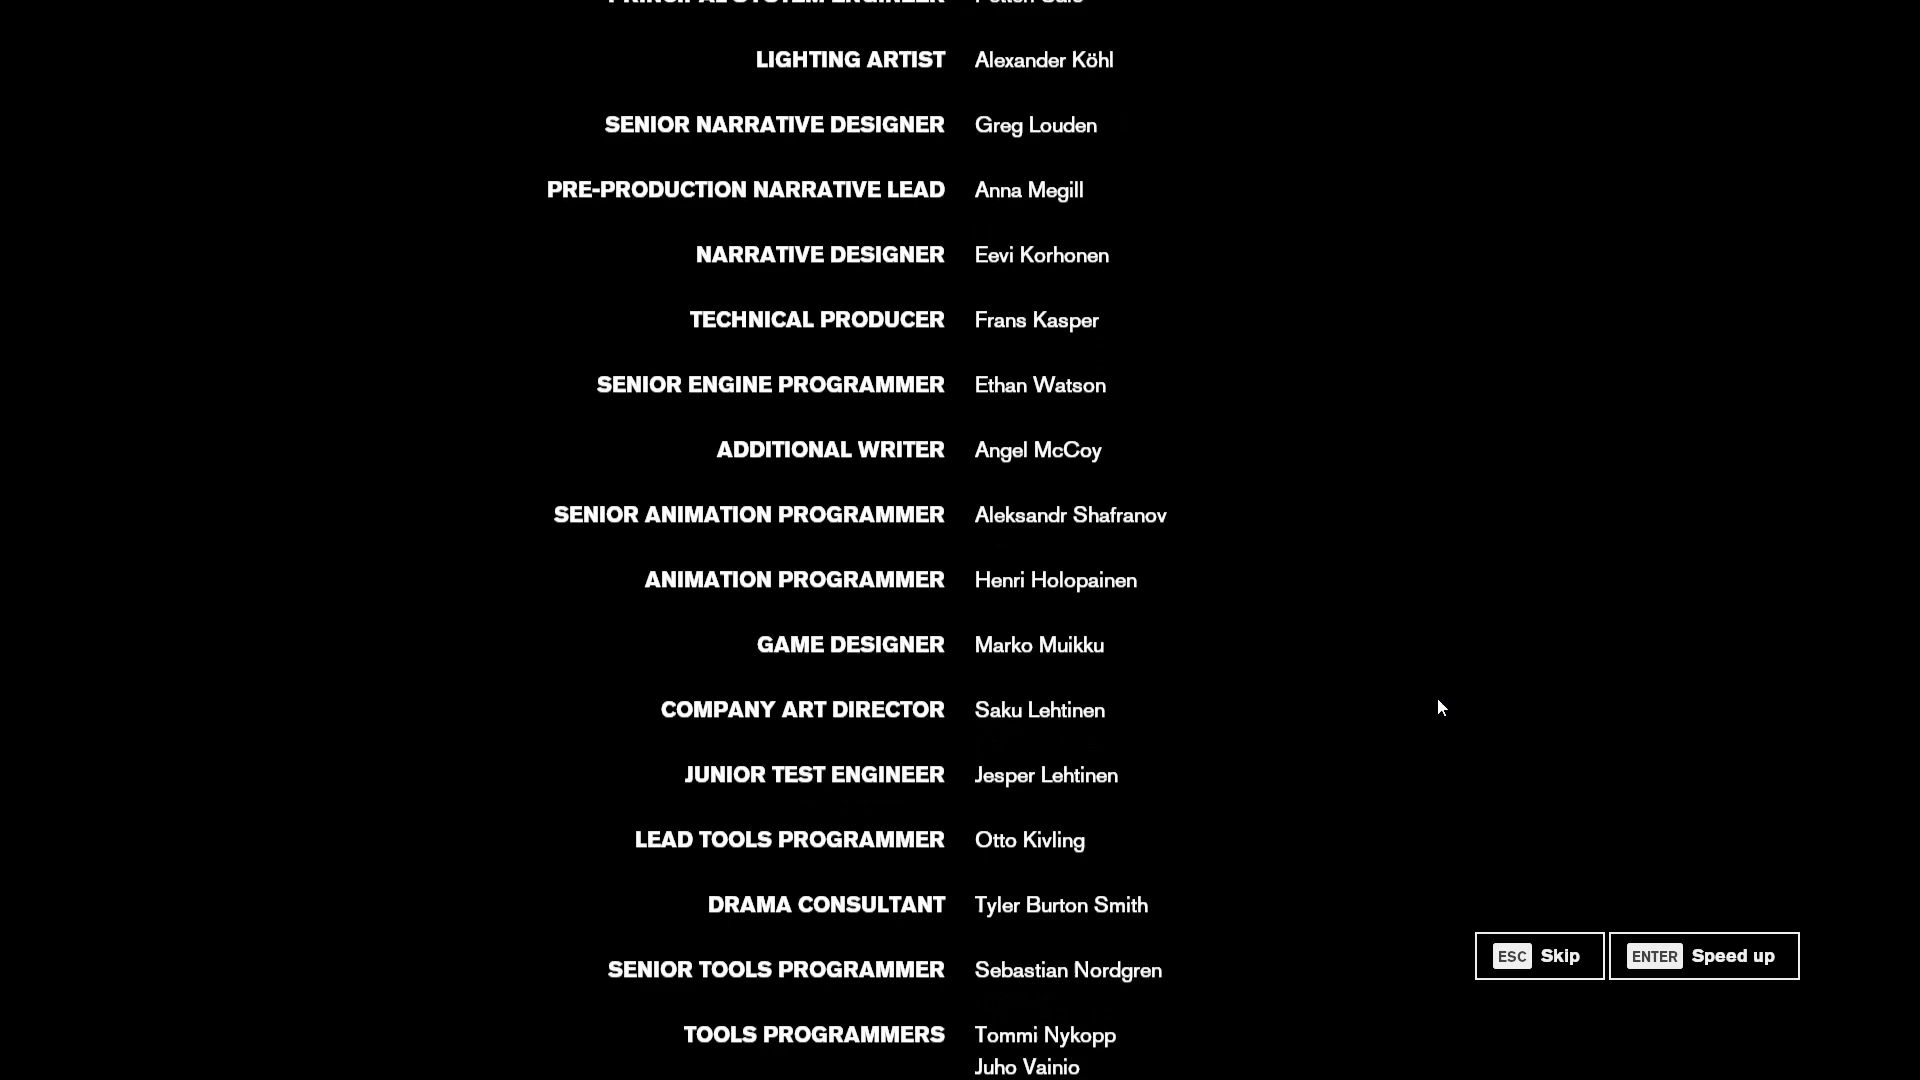 LIGHTING ARTIST Alexander Köhl
SENIOR NARRATIVE DESIGNER Greg Louden
PRE-PRODUCTION NARRATIVE LEAD Anna Megill
NARRATIVE DESIGNER Eevi Korhonen
TECHNICAL PRODUCER Frans Kasper
SENIOR ENGINE PROGRAMMER Ethan Watson
ADDITIONAL WRITER Angel McCoy
SENIOR ANIMATION PROGRAMMER Aleksandr Shafranov
ANIMATION PROGRAMMER Henri Holopainen
GAME DESIGNER Marko Muikku
COMPANY ART DIRECTOR Saku Lehtinen
JUNIOR TEST ENGINEER Jesper Lehtinen
LEAD TOOLS PROGRAMMER Otto Kivling
DRAMA CONSULTANT Tyler Burton Smith
ESC Skip ENTER Speed up
SENIOR TOOLS PROGRAMMER Sebastian Nordgren
TOOLS PROGRAMMERS Tommi Nykopp
Juho Vainio